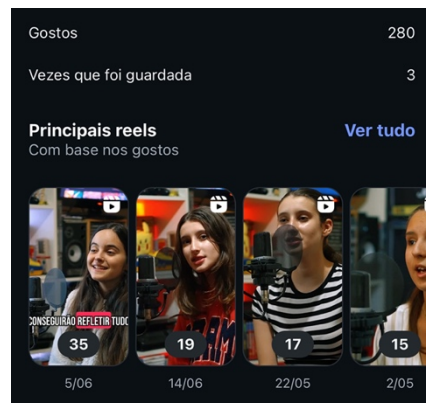 Gostos 280
Vezes que foi guardada 3
Principais reels Ver tudo
Com base nos gostos
CONSEGUIRÃO REFLETIR TUDO
35 19 17 15
5/06 14/06 22/05 2/05